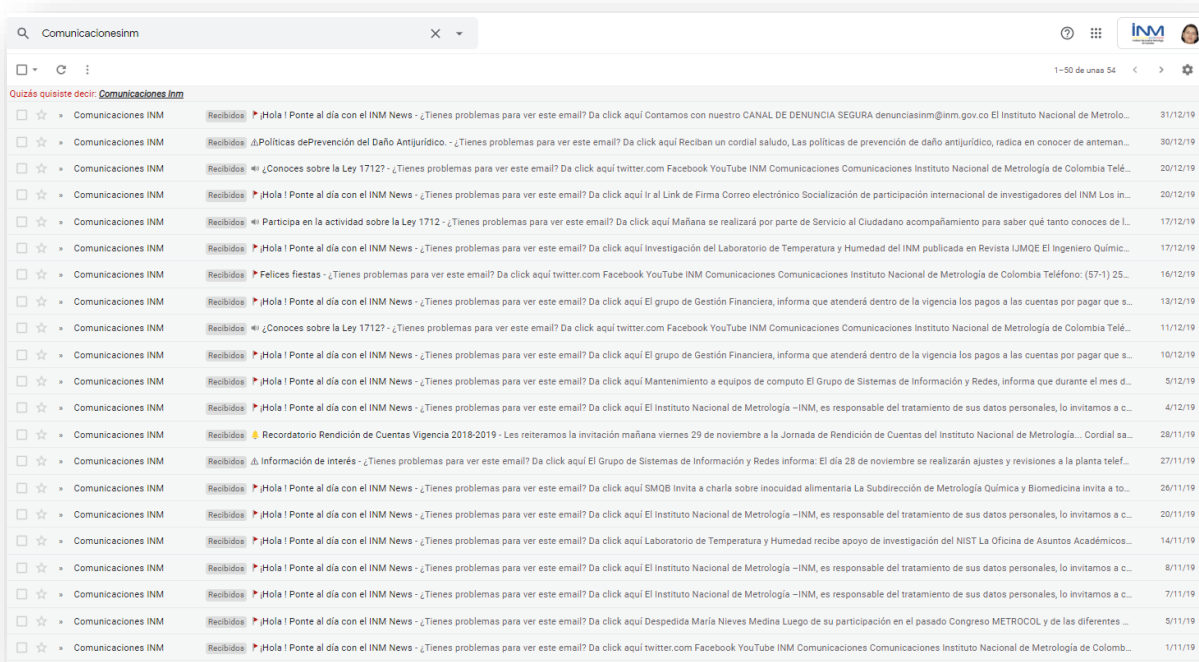 Comunicacionesinm
INM
1–50 de unas 54
Quizás quisiste decir: Comunicaciones Inm
Comunicaciones INM Recibidos ¡Hola ! Ponte al día con el INM News - ¿Tienes problemas para ver este email? Da click aquí Contamos con nuestro CANAL DE DENUNCIA SEGURA denunciasinm@inm.gov.co El Instituto Nacional de Metrolo... 31/12/19
Comunicaciones INM Recibidos ⚠Políticas dePrevención del Daño Antijurídico. - ¿Tienes problemas para ver este email? Da click aquí Reciban un cordial saludo, Las políticas de prevención de daño antijurídico, radica en conocer de anteman... 30/12/19
Comunicaciones INM Recibidos ¿Conoces sobre la Ley 1712? - ¿Tienes problemas para ver este email? Da click aquí twitter.com Facebook YouTube INM Comunicaciones Comunicaciones Instituto Nacional de Metrología de Colombia Telé... 20/12/19
Comunicaciones INM Recibidos ¡Hola ! Ponte al día con el INM News - ¿Tienes problemas para ver este email? Da click aquí Ir al Link de Firma Correo electrónico Socialización de participación internacional de investigadores del INM Los in... 20/12/19
Comunicaciones INM Recibidos Participa en la actividad sobre la Ley 1712 - ¿Tienes problemas para ver este email? Da click aquí Mañana se realizará por parte de Servicio al Ciudadano acompañamiento para saber qué tanto conoces de l... 17/12/19
Comunicaciones INM Recibidos ¡Hola ! Ponte al día con el INM News - ¿Tienes problemas para ver este email? Da click aquí Investigación del Laboratorio de Temperatura y Humedad del INM publicada en Revista IJMQE El Ingeniero Químic... 17/12/19
Comunicaciones INM Recibidos Felices fiestas - ¿Tienes problemas para ver este email? Da click aquí twitter.com Facebook YouTube INM Comunicaciones Comunicaciones Instituto Nacional de Metrología de Colombia Teléfono: (57-1) 25... 16/12/19
Comunicaciones INM Recibidos ¡Hola ! Ponte al día con el INM News - ¿Tienes problemas para ver este email? Da click aquí El grupo de Gestión Financiera, informa que atenderá dentro de la vigencia los pagos a las cuentas por pagar que s... 13/12/19
Comunicaciones INM Recibidos ¿Conoces sobre la Ley 1712? - ¿Tienes problemas para ver este email? Da click aquí twitter.com Facebook YouTube INM Comunicaciones Comunicaciones Instituto Nacional de Metrología de Colombia Telé... 11/12/19
Comunicaciones INM Recibidos ¡Hola ! Ponte al día con el INM News - ¿Tienes problemas para ver este email? Da click aquí El grupo de Gestión Financiera, informa que atenderá dentro de la vigencia los pagos a las cuentas por pagar que s... 10/12/19
Comunicaciones INM Recibidos ¡Hola ! Ponte al día con el INM News - ¿Tienes problemas para ver este email? Da click aquí Mantenimiento a equipos de computo El Grupo de Sistemas de Información y Redes, informa que durante el mes d... 5/12/19
Comunicaciones INM Recibidos ¡Hola ! Ponte al día con el INM News - ¿Tienes problemas para ver este email? Da click aquí El Instituto Nacional de Metrología –INM, es responsable del tratamiento de sus datos personales, lo invitamos a c... 4/12/19
Comunicaciones INM Recibidos Recordatorio Rendición de Cuentas Vigencia 2018-2019 - Les reiteramos la invitación mañana viernes 29 de noviembre a la Jornada de Rendición de Cuentas del Instituto Nacional de Metrología... Cordial sa... 28/11/19
Comunicaciones INM Recibidos ⚠ Información de interés - ¿Tienes problemas para ver este email? Da click aquí El Grupo de Sistemas de Información y Redes informa: El día 28 de noviembre se realizarán ajustes y revisiones a la planta telef... 27/11/19
Comunicaciones INM Recibidos ¡Hola ! Ponte al día con el INM News - ¿Tienes problemas para ver este email? Da click aquí SMQB Invita a charla sobre inocuidad alimentaria La Subdirección de Metrología Química y Biomedicina invita a to... 26/11/19
Comunicaciones INM Recibidos ¡Hola ! Ponte al día con el INM News - ¿Tienes problemas para ver este email? Da click aquí El Instituto Nacional de Metrología –INM, es responsable del tratamiento de sus datos personales, lo invitamos a c... 20/11/19
Comunicaciones INM Recibidos ¡Hola ! Ponte al día con el INM News - ¿Tienes problemas para ver este email? Da click aquí Laboratorio de Temperatura y Humedad recibe apoyo de investigación del NIST La Oficina de Asuntos Académicos... 14/11/19
Comunicaciones INM Recibidos ¡Hola ! Ponte al día con el INM News - ¿Tienes problemas para ver este email? Da click aquí El Instituto Nacional de Metrología –INM, es responsable del tratamiento de sus datos personales, lo invitamos a c... 8/11/19
Comunicaciones INM Recibidos ¡Hola ! Ponte al día con el INM News - ¿Tienes problemas para ver este email? Da click aquí El Instituto Nacional de Metrología –INM, es responsable del tratamiento de sus datos personales, lo invitamos a c... 7/11/19
Comunicaciones INM Recibidos ¡Hola ! Ponte al día con el INM News - ¿Tienes problemas para ver este email? Da click aquí Despedida María Nieves Medina Luego de su participación en el pasado Congreso METROCOL y de las diferentes ... 5/11/19
Comunicaciones INM Recibidos ¡Hola ! Ponte al día con el INM News - ¿Tienes problemas para ver este email? Da click aquí twitter.com Facebook YouTube INM Comunicaciones Comunicaciones Instituto Nacional de Metrología de Colomb... 1/11/19